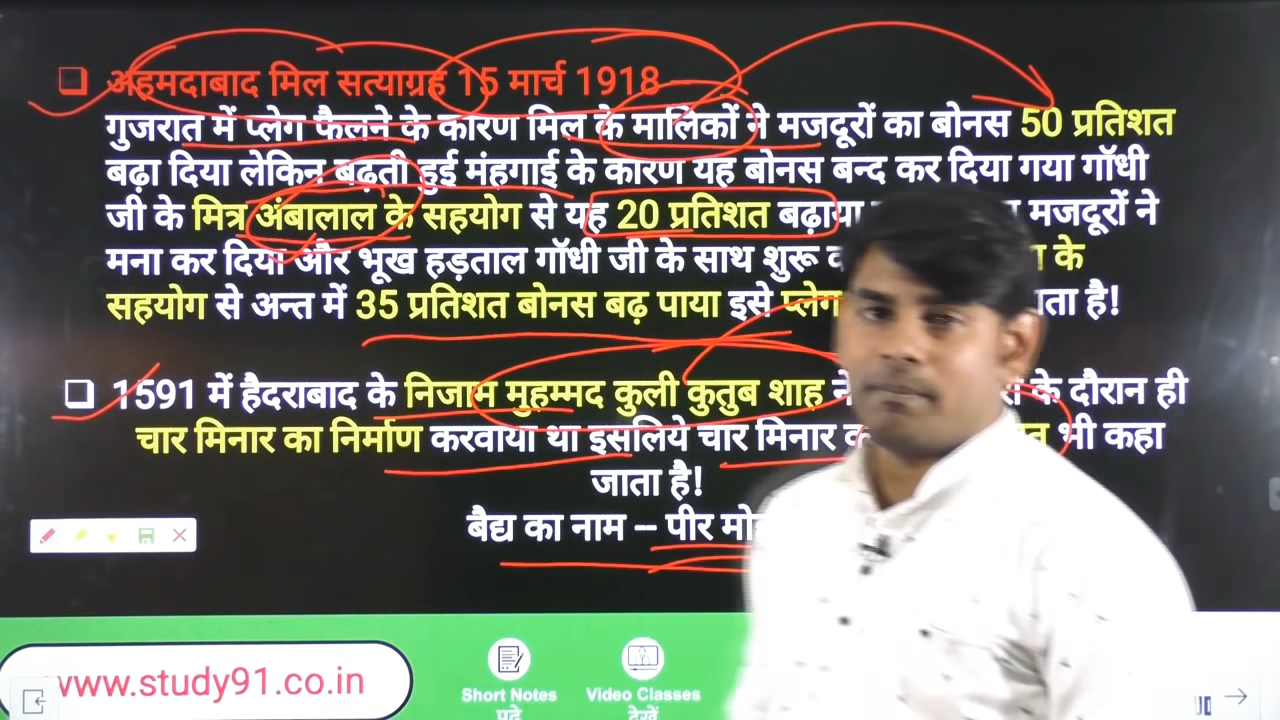 ❑ अहमदाबाद मिल सत्याग्रह 15 मार्च 1918
गुजरात में प्लेग फैलने के कारण मिल के मालिकों ने मजदूरों का बोनस 50 प्रतिशत
बढ़ा दिया लेकिन बढ़ती हुई मंहगाई के कारण यह बोनस बन्द कर दिया गया गॉधी
जी के मित्र अंबालाल के सहयोग से यह 20 प्रतिशत बढ़ाया मजदूरों ने
मना कर दिया और भूख हड़ताल गॉधी जी के साथ शुरू के
सहयोग से अन्त में 35 प्रतिशत बोनस बढ़ पाया इसे प्लेग है!
❑ 1591 में हैदराबाद के निजाम मुहम्मद कुली कुतुब शाह ने के दौरान ही
चार मिनार का निर्माण करवाया था इसलिये चार मिनार भी कहा
जाता है!
बैद्य का नाम – पीर
www.study91.co.in
Short Notes
पढ़े
Video Classes
देखें